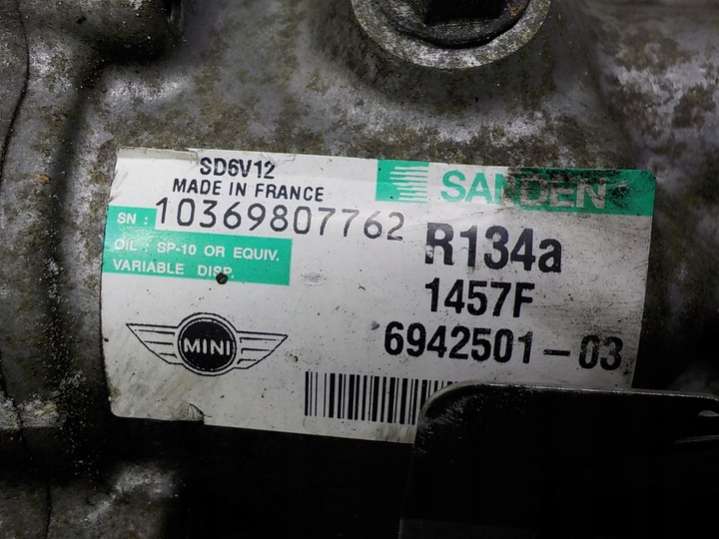 SD6V12
MADE IN FRANCE
SANDEN
SN : 10369807762
R134a
OIL : SP-10 OR EQUIV.
VARIABLE DISP.
1457F
6942501-03
MINI